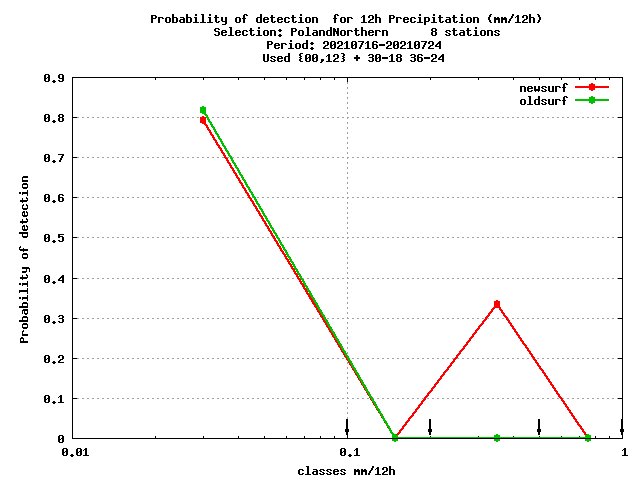 Probability of detection  for 12h Precipitation (mm/12h)
Selection: PolandNorthern      8 stations
Period: 20210716-20210724
Used {00,12} + 30-18 36-24
0.9
newsurf
oldsurf
0.8
0.7
0.6
0.5
0.4
0.3
0.2
0.1
0
Probability of detection
0.01 0.1 1
classes mm/12h